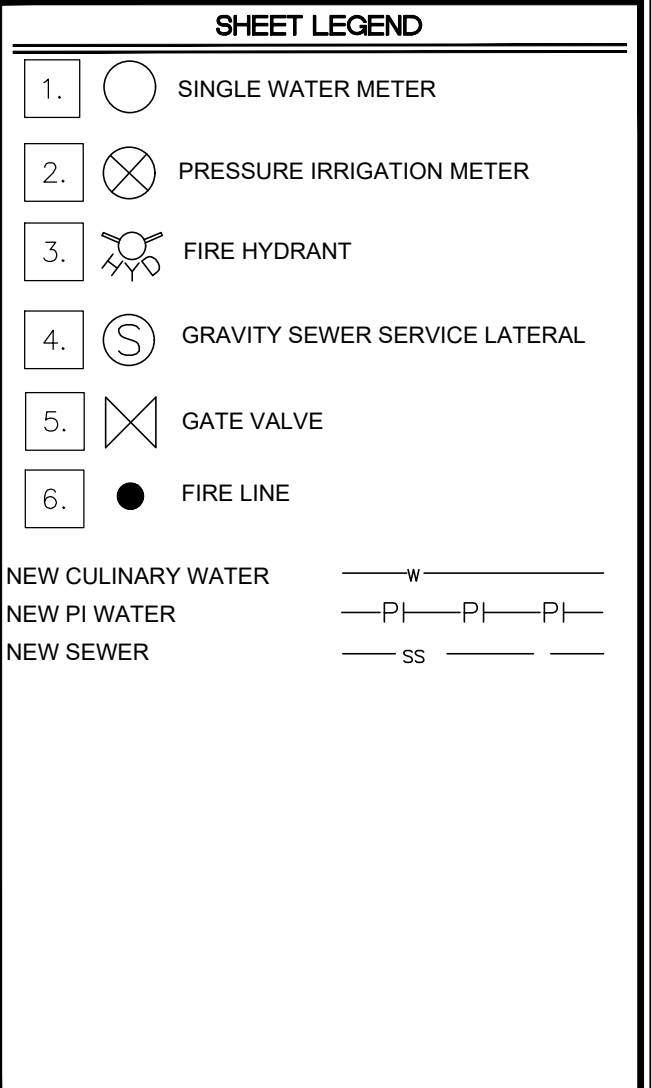 SHEET LEGEND
1. SINGLE WATER METER
2. PRESSURE IRRIGATION METER
3. HYD FIRE HYDRANT
4. S GRAVITY SEWER SERVICE LATERAL
5. GATE VALVE
6. FIRE LINE
NEW CULINARY WATER W
NEW PI WATER PI PI PI
NEW SEWER SS